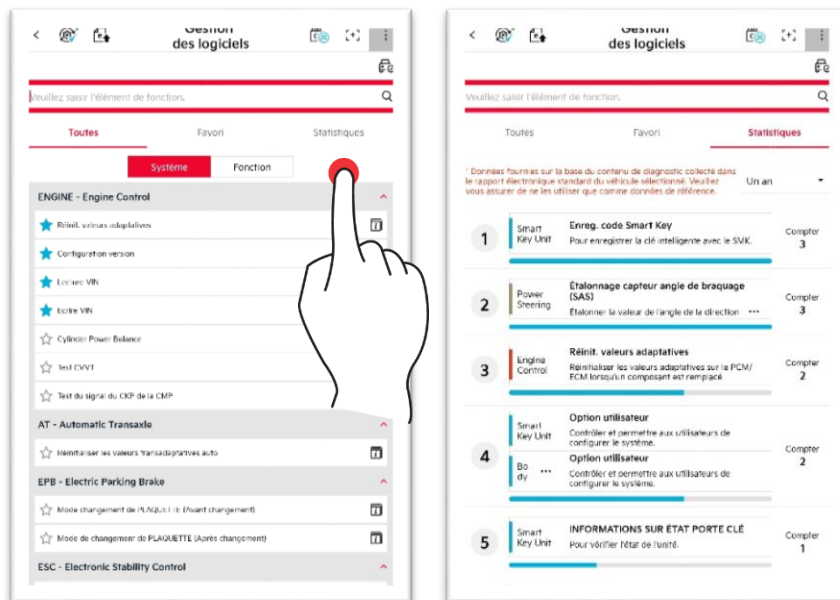 Gestion
des logiciels
Veuillez saisir l'élément de fonction.
Toutes Favori Statistiques
Système Fonction
ENGINE - Engine Control
Réinit. valeurs adaptatives
Configuration version
Lecture VIN
Ecrire VIN
Cylinder Power Balance
Test CVVT
Test du signal du CKP de la CMP
AT - Automatic Transaxle
Réinitialiser les valeurs transadaptatives auto
EPB - Electric Parking Brake
Mode changement de PLAQUETTE (Avant changement)
Mode de changement de PLAQUETTE (Après changement)
ESC - Electronic Stability Control
Gestion
des logiciels
Veuillez saisir l'élément de fonction.
Toutes Favori Statistiques
* Données fournies sur la base du contenu de diagnostic collecté dans
le rapport électronique standard du véhicule sélectionné. Veuillez
vous assurer de ne les utiliser que comme données de référence.
Un an
1 Smart Key Unit
Enreg. code Smart Key
Pour enregistrer la clé intelligente avec le SMK.
Compter
3
2 Power Steering
Étalonnage capteur angle de braquage
(SAS)
Étalonner la valeur de l'angle de la direction ...
Compter
3
3 Engine Control
Réinit. valeurs adaptatives
Réinitialiser les valeurs adaptatives sur le PCM/
ECM lorsqu'un composant est remplacé
Compter
2
4 Smart Key Unit
Option utilisateur
Contrôler et permettre aux utilisateurs de
configurer le système.
Bo
dy ...
Option utilisateur
Contrôler et permettre aux utilisateurs de
configurer le système.
Compter
2
5 Smart Key Unit
INFORMATIONS SUR ÉTAT PORTE CLÉ
Pour vérifier l'état de l'unité.
Compter
1